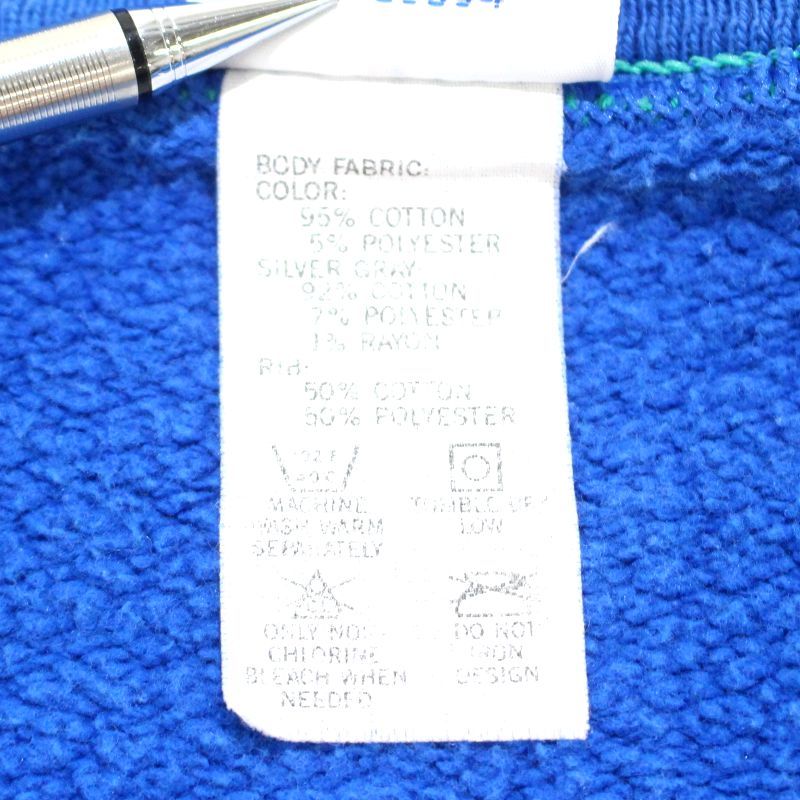 BODY FABRIC:
COLOR:
95% COTTON
5% POLYESTER
SILVER GRAY:
92% COTTON
7% POLYESTER
1% RAYON
RIB:
50% COTTON
50% POLYESTER
MACHINE
WASH WARM
SEPARATELY
TUMBLE DRY
LOW
ONLY NON-
CHLORINE
BLEACH WHEN
NEEDED
DO NOT
IRON
DESIGN